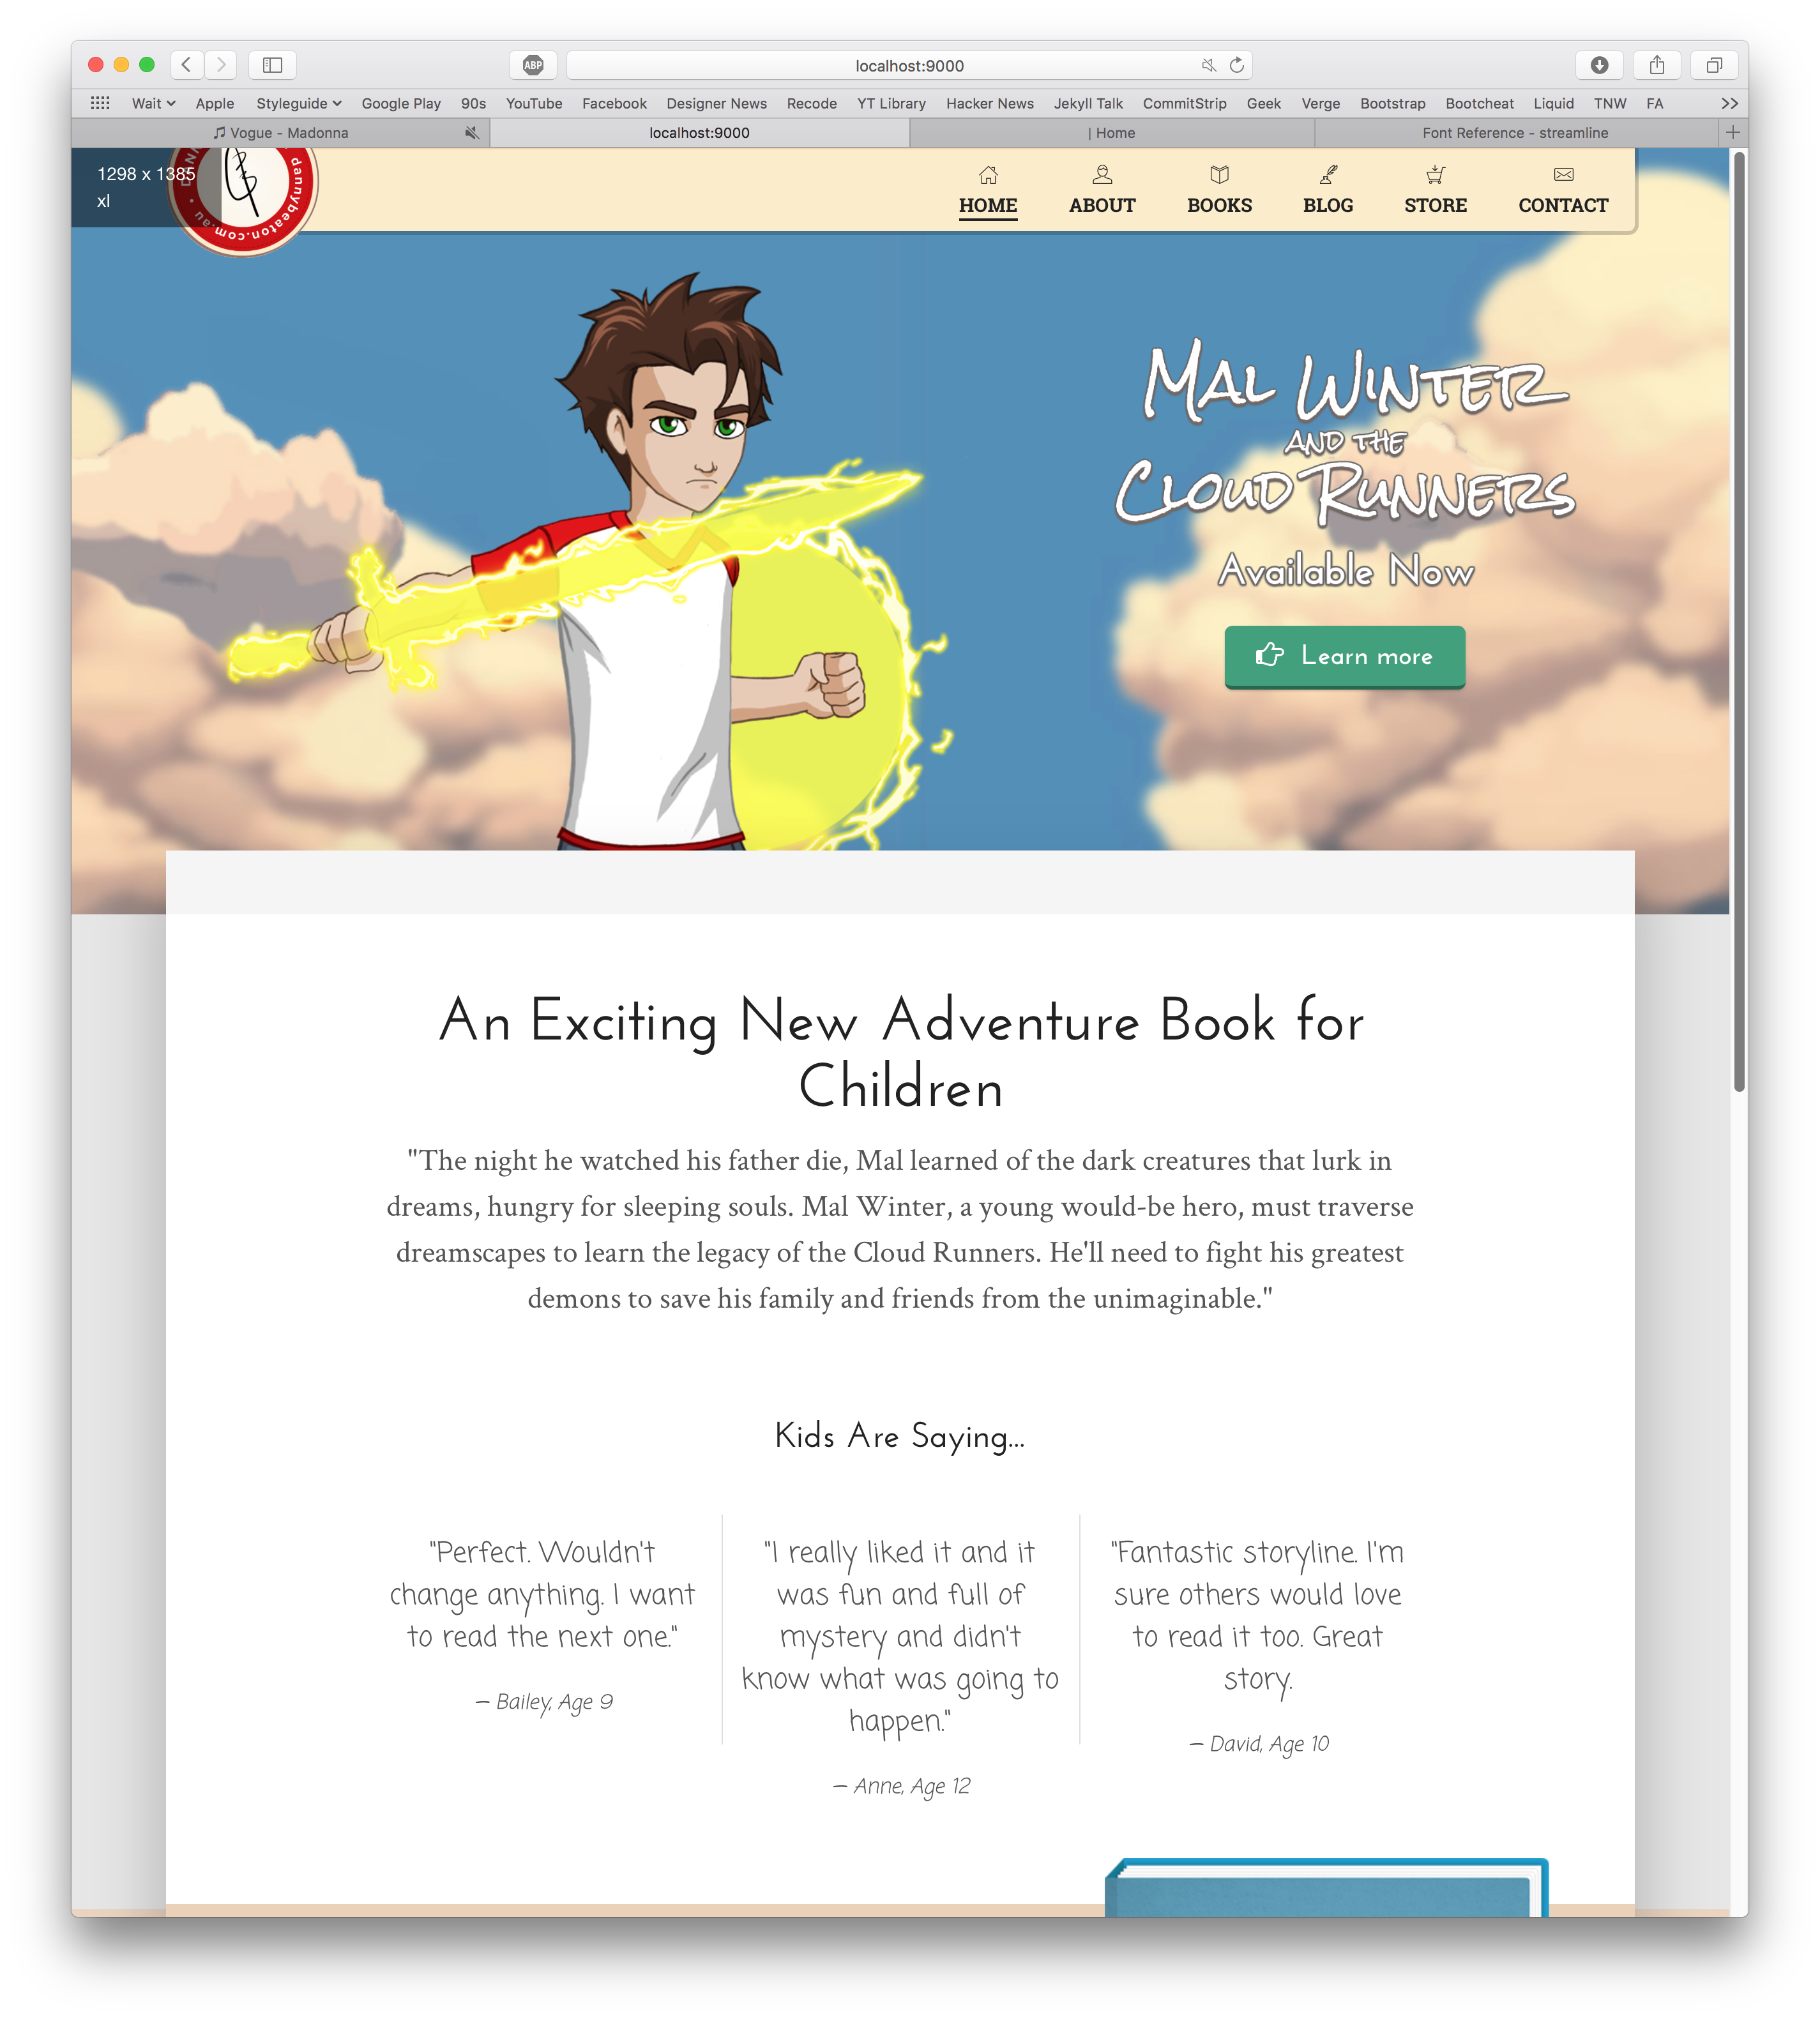 ABP
localhost:9000
Wait Apple Styleguide Google Play 90s YouTube Facebook Designer News Recode YT Library Hacker News Jekyll Talk CommitStrip Geek Verge Bootstrap Bootcheat Liquid TNW FA
Vogue - Madonna
localhost:9000
| Home
Font Reference - streamline
1298 x 1385
xl
dannybeaton.com.au
HOME ABOUT BOOKS BLOG STORE CONTACT
Mal Winter
and the
Cloud Runners
Available Now
Learn more
An Exciting New Adventure Book for
Children
"The night he watched his father die, Mal learned of the dark creatures that lurk in
dreams, hungry for sleeping souls. Mal Winter, a young would-be hero, must traverse
dreamscapes to learn the legacy of the Cloud Runners. He'll need to fight his greatest
demons to save his family and friends from the unimaginable."
Kids Are Saying...
"Perfect. Wouldn't
change anything. I want
to read the next one."
– Bailey, Age 9
"I really liked it and it
was fun and full of
mystery and didn't
know what was going to
happen."
– Anne, Age 12
"Fantastic storyline. I'm
sure others would love
to read it too. Great
story.
– David, Age 10